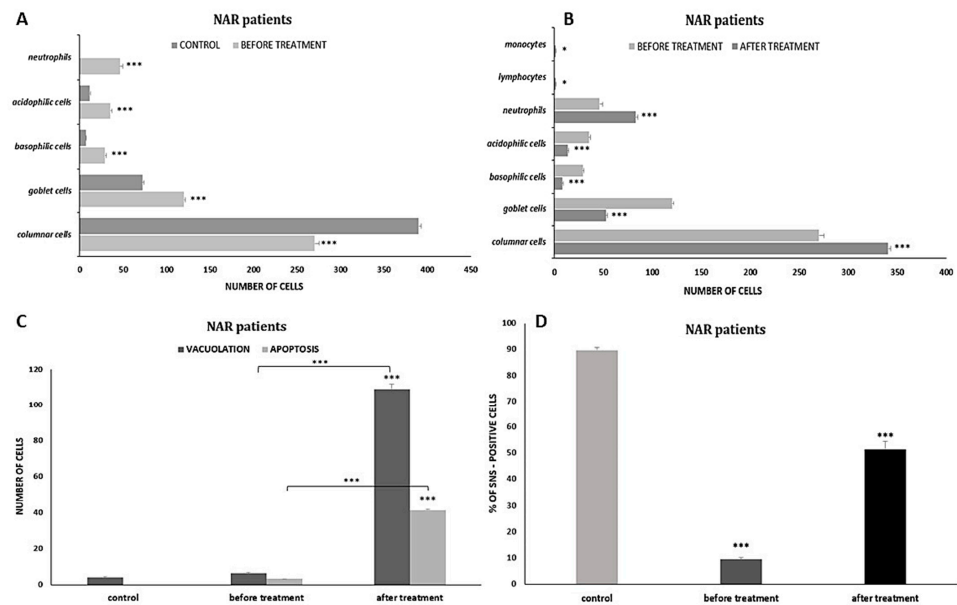 A
NAR patients
CONTROL BEFORE TREATMENT
neutrophils
***
acidophilic cells
***
basophilic cells
***
goblet cells
***
columnar cells
***
0 50 100 150 200 250 300 350 400 450
NUMBER OF CELLS
B
NAR patients
BEFORE TREATMENT AFTER TREATMENT
monocytes
*
lymphocytes
*
neutrophils
***
acidophilic cells
***
basophilic cells
***
goblet cells
***
columnar cells
***
0 50 100 150 200 250 300 350 400
NUMBER OF CELLS
C
NAR patients
VACUOLATION APOPTOSIS
NUMBER OF CELLS
120
100
80
60
40
20
0
***
***
***
***
control before treatment after treatment
D
NAR patients
% OF SNS - POSITIVE CELLS
100
90
80
70
60
50
40
30
20
10
0
***
***
control before treatment after treatment